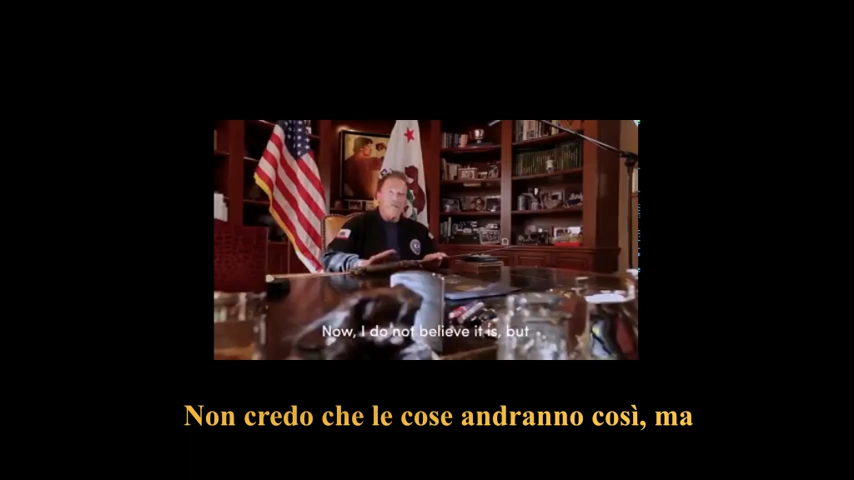 Now, I do not believe it is, but
Non credo che le cose andranno così, ma